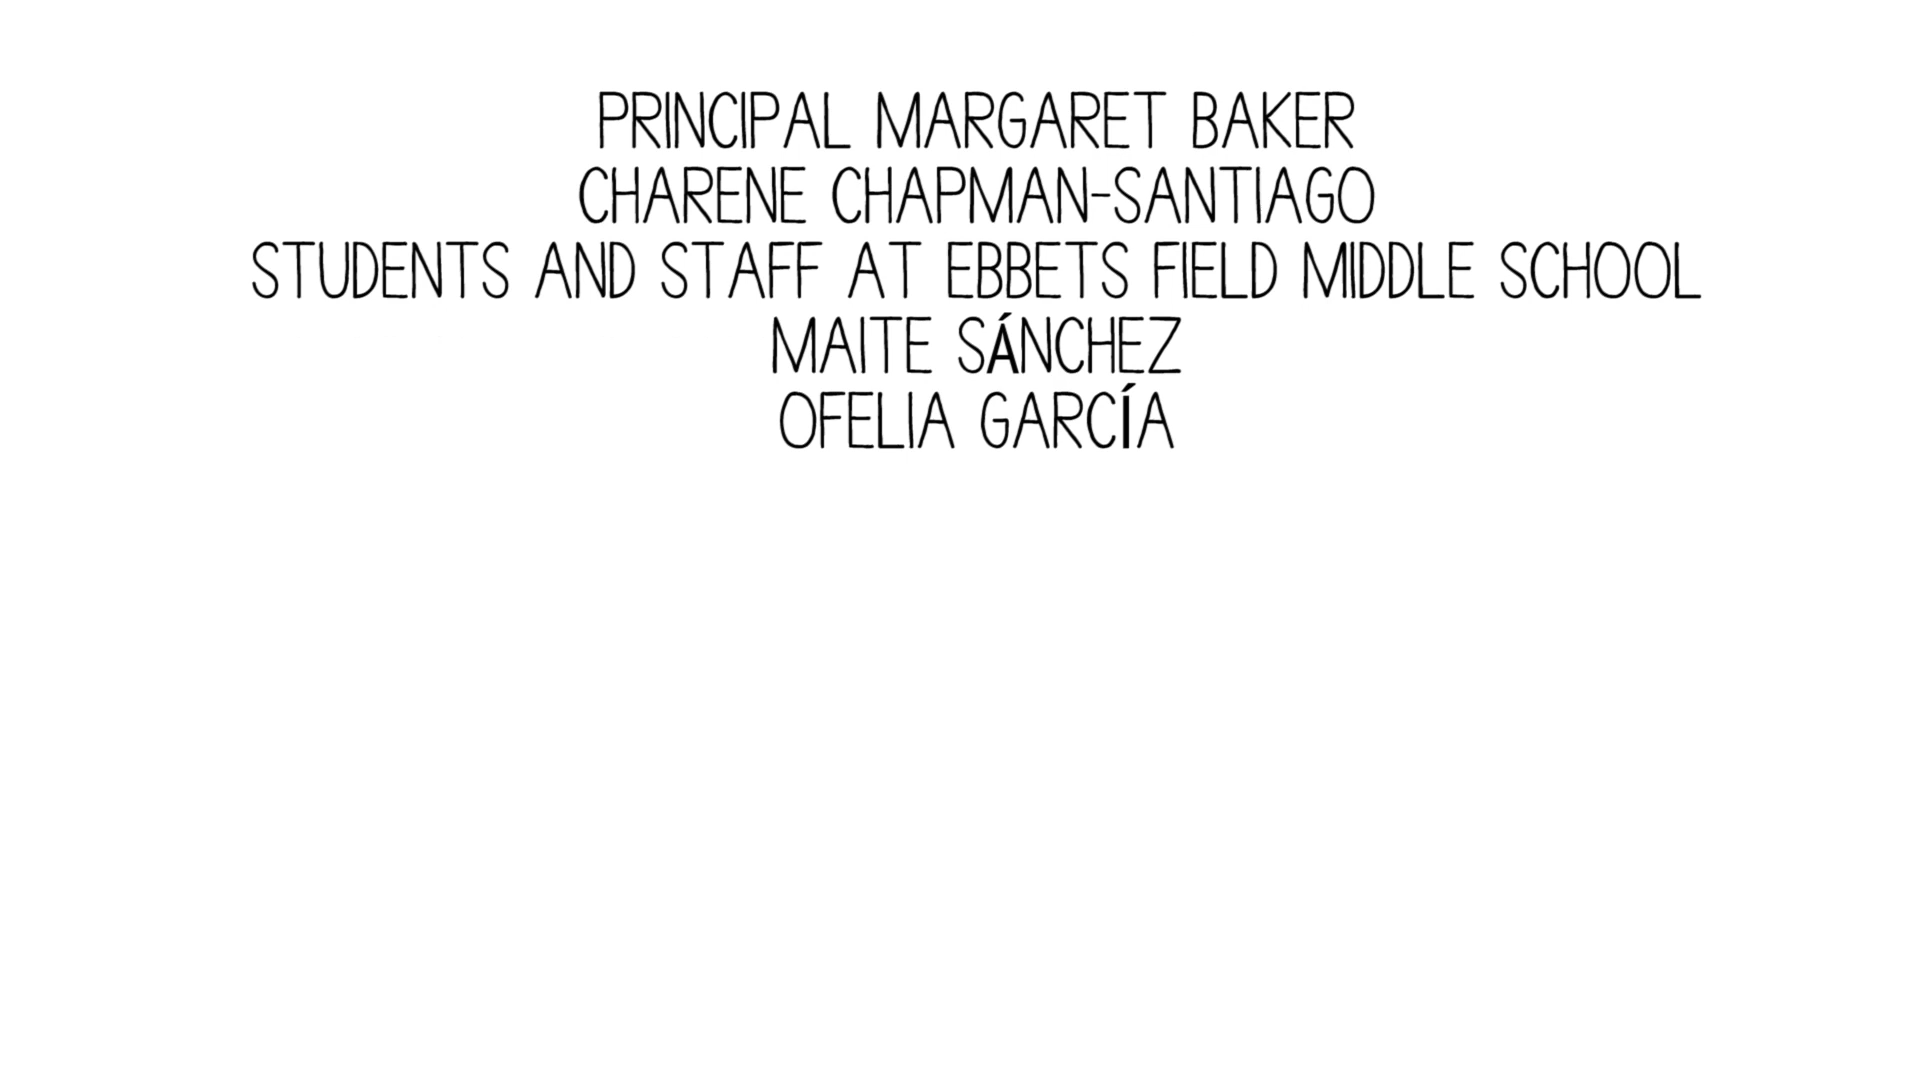 PRINCIPAL MARGARET BAKER
CHARENE CHAPMAN-SANTIAGO
STUDENTS AND STAFF AT EBBETS FIELD MIDDLE SCHOOL
MAITE SÁNCHEZ
OFELIA GARCÍA